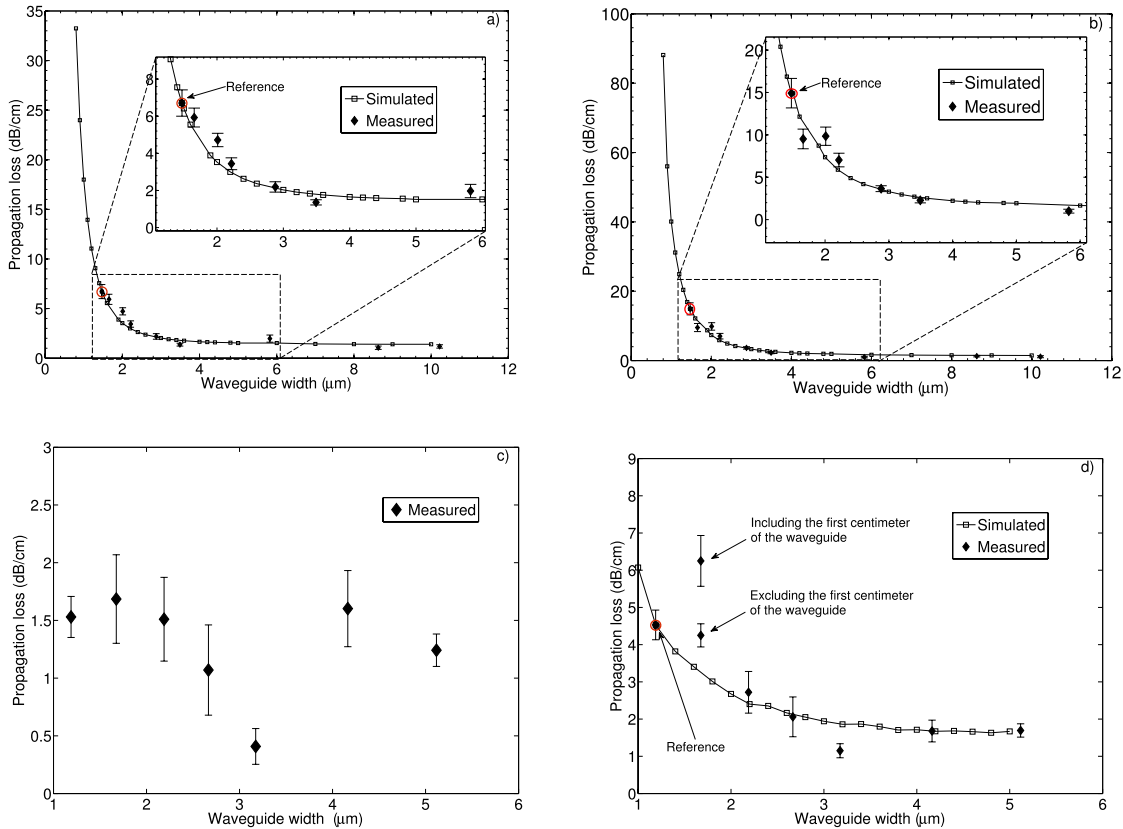 a)
Propagation loss (dB/cm)
35
30
25
20
15
10
5
0
0 2 4 6 8 10 12
Waveguide width (μm)
8
6
4
2
0
2 3 4 5 6
Reference
Simulated
Measured
b)
Propagation loss (dB/cm)
100
80
60
40
20
0
0 2 4 6 8 10 12
Waveguide width (μm)
20
15
10
5
0
1 2 3 4 5 6
Reference
Simulated
Measured
c)
Propagation loss (dB/cm)
3
2.5
2
1.5
1
0.5
0
1 2 3 4 5 6
Waveguide width (μm)
Measured
d)
Propagation loss (dB/cm)
9
8
7
6
5
4
3
2
1
0
1 2 3 4 5 6
Waveguide width (μm)
Including the first centimeter
of the waveguide
Excluding the first centimeter
of the waveguide
Reference
Simulated
Measured